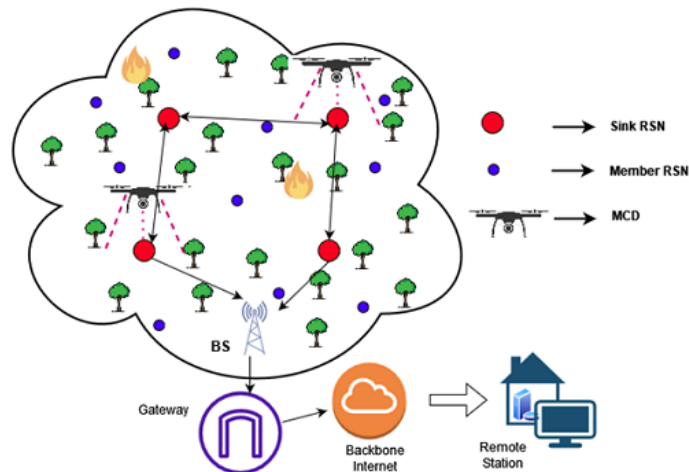 Sink RSN
Member RSN
MCD
BS
Gateway
Backbone
Internet
Remote
Station